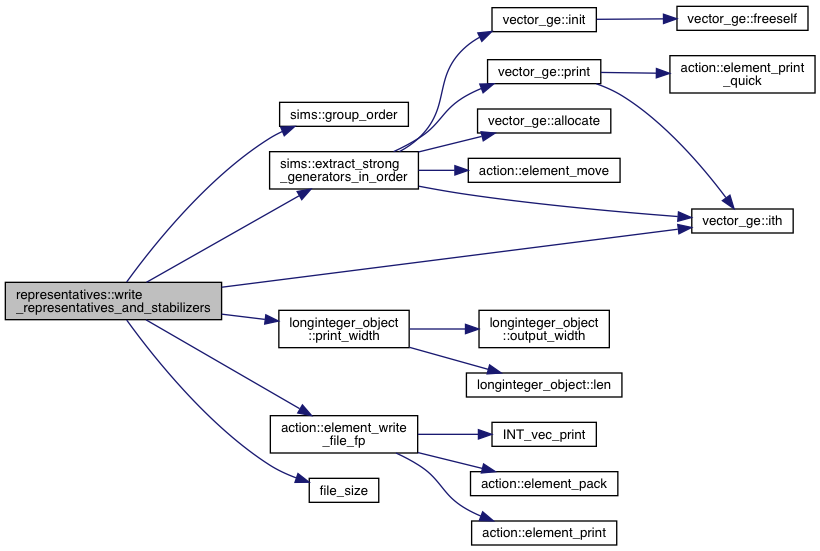 vector_ge::init
vector_ge::freeself
vector_ge::print
action::element_print
_quick
sims::group_order
vector_ge::allocate
sims::extract_strong
_generators_in_order
action::element_move
vector_ge::ith
representatives::write
_representatives_and_stabilizers
longinteger_object
::print_width
longinteger_object
::output_width
longinteger_object::len
action::element_write
_file_fp
INT_vec_print
action::element_pack
file_size
action::element_print